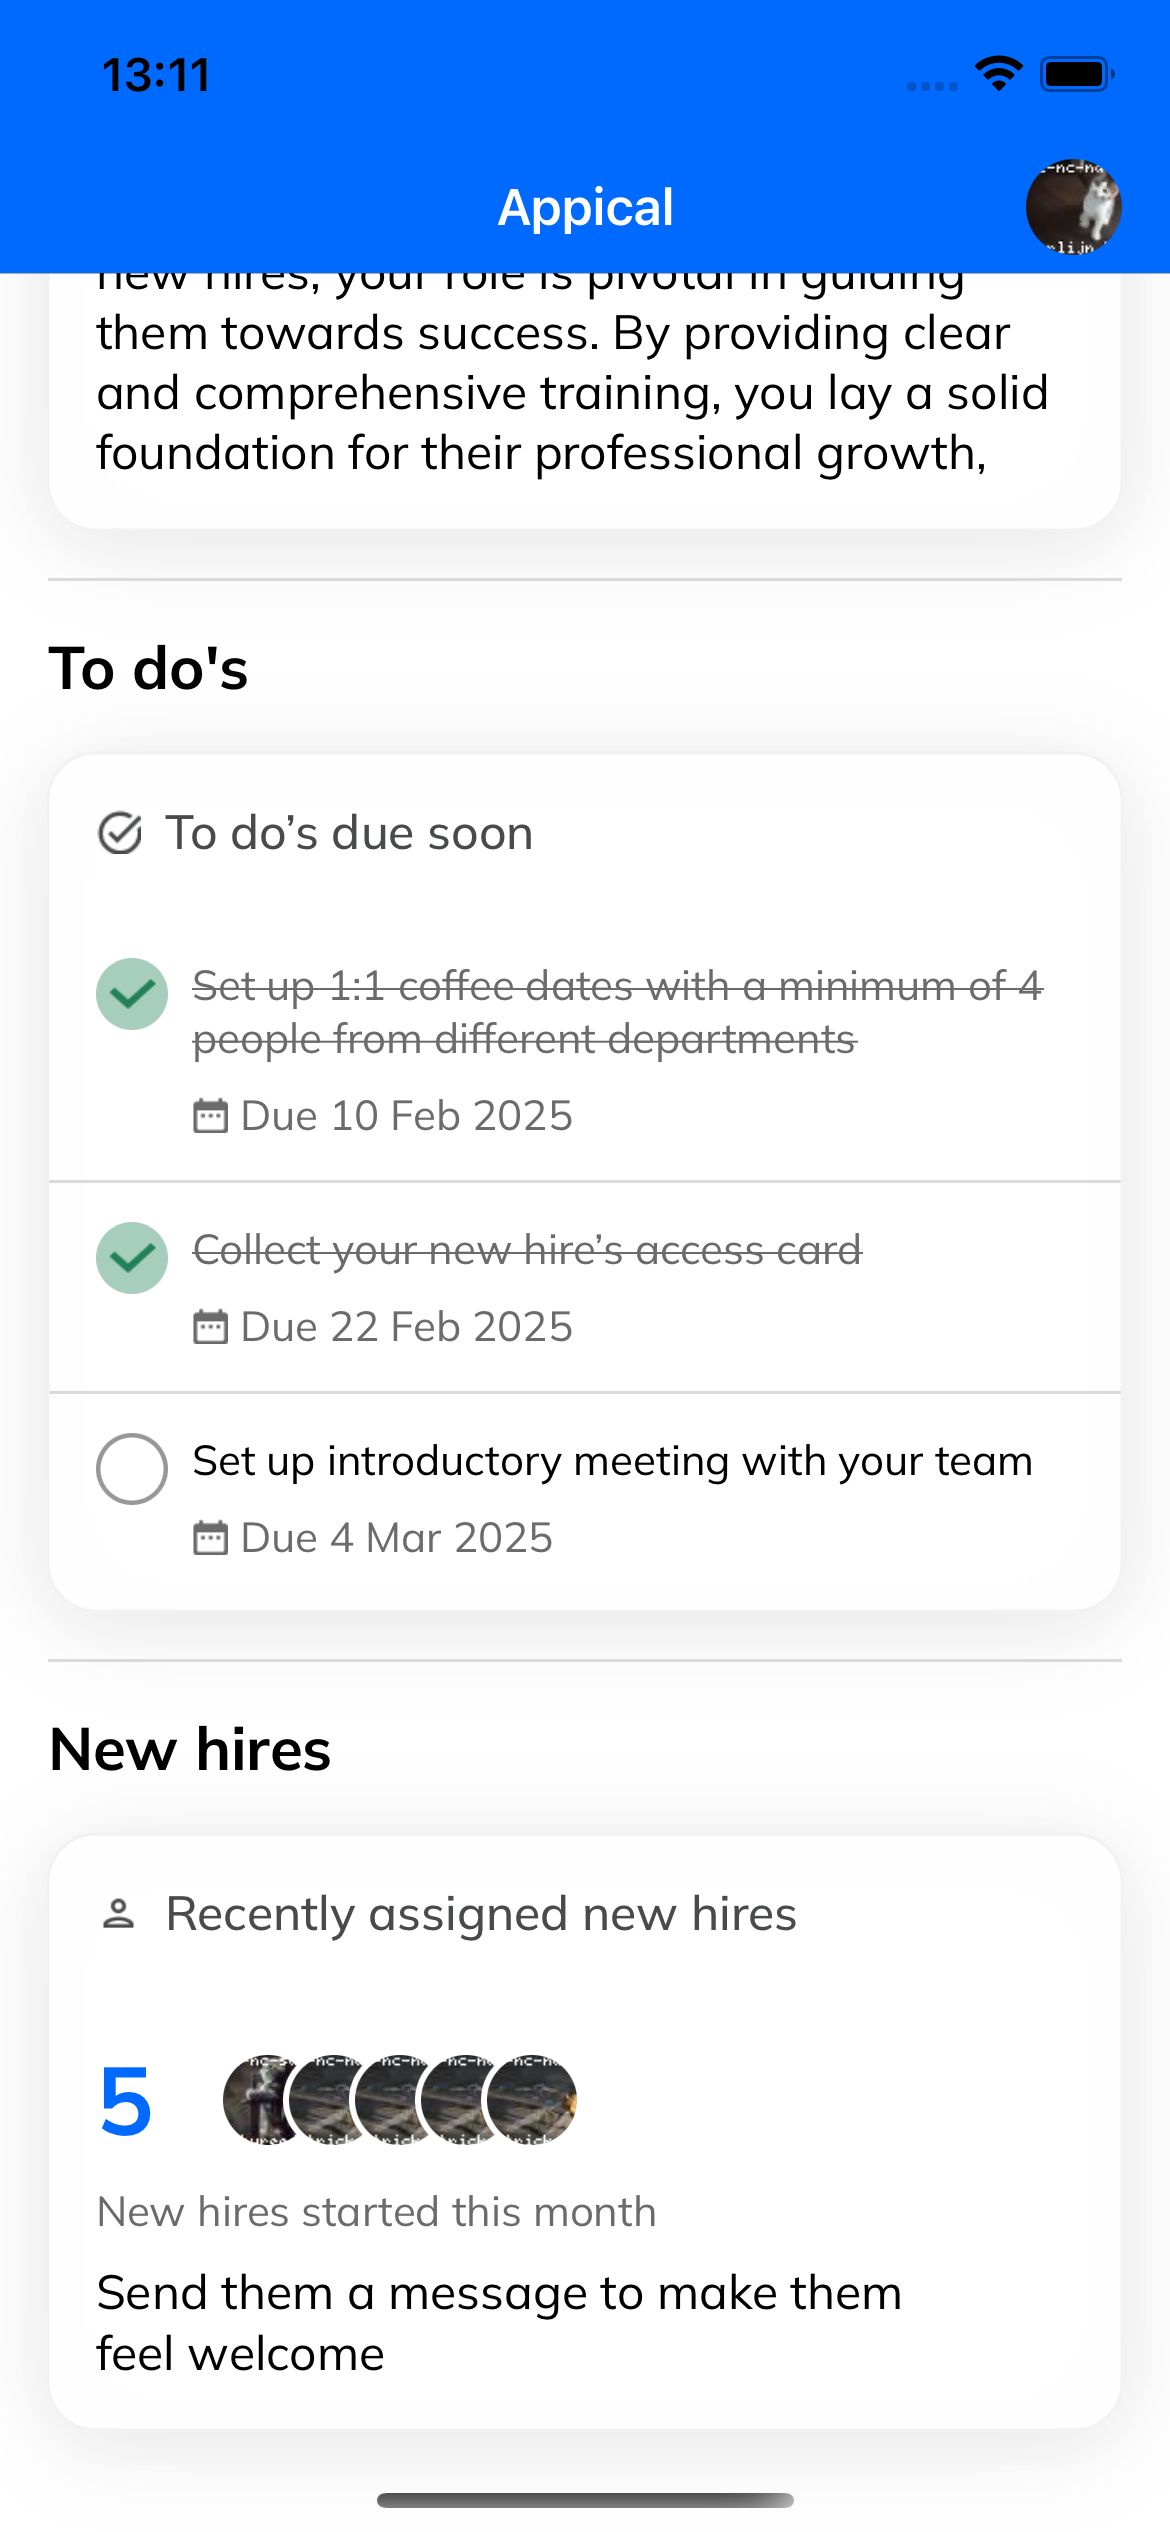 13:11
Appical
new hires, your role is pivotal in guiding
them towards success. By providing clear
and comprehensive training, you lay a solid
foundation for their professional growth,
To do's
To do’s due soon
Set up 1:1 coffee dates with a minimum of 4
people from different departments
Due 10 Feb 2025
Collect your new hire’s access card
Due 22 Feb 2025
Set up introductory meeting with your team
Due 4 Mar 2025
New hires
Recently assigned new hires
5
New hires started this month
Send them a message to make them
feel welcome